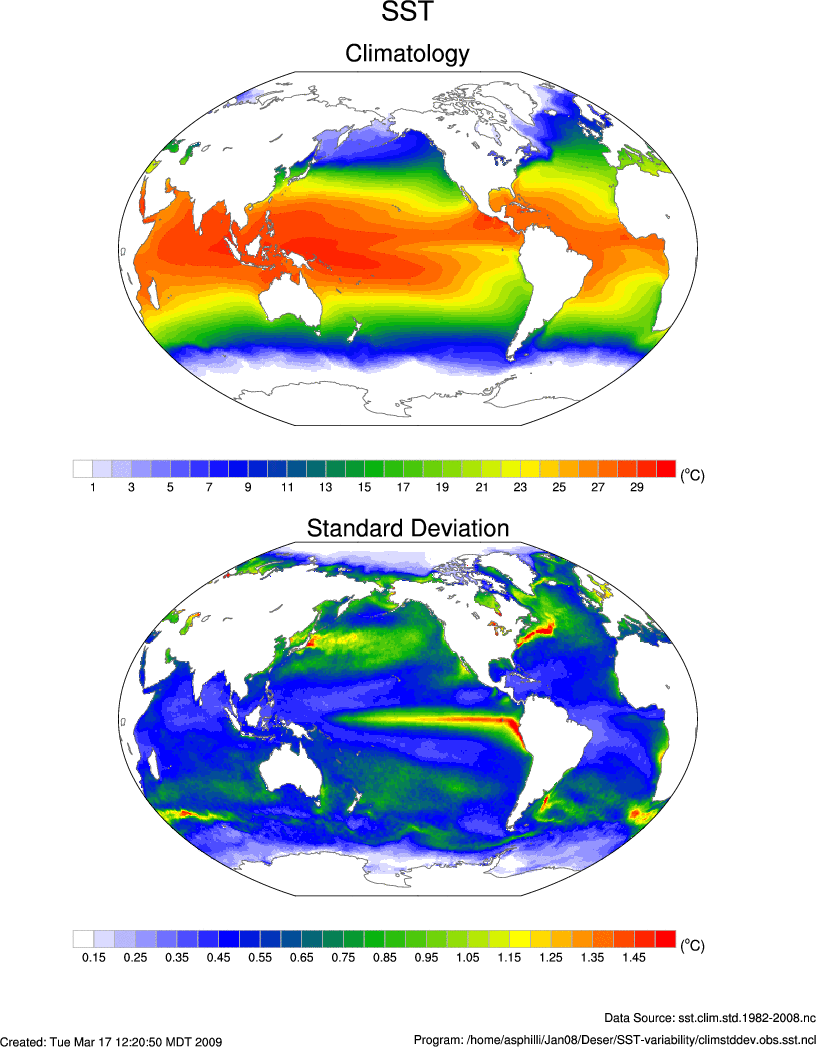 SST
Climatology
1 3 5 7 9 11 13 15 17 19 21 23 25 27 29 (°C)
Standard Deviation
0.15 0.25 0.35 0.45 0.55 0.65 0.75 0.85 0.95 1.05 1.15 1.25 1.35 1.45 (°C)
Data Source: sst.clim.std.1982-2008.nc
Created: Tue Mar 17 12:20:50 MDT 2009
Program: /home/asphilli/Jan08/Deser/SST-variability/climstddev.obs.sst.ncl